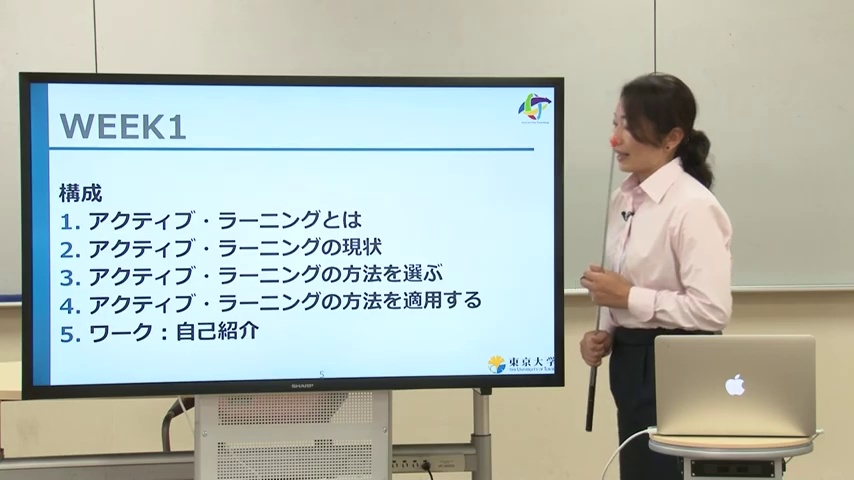 WEEK1
構成
1. アクティブ・ラーニングとは
2. アクティブ・ラーニングの現状
3. アクティブ・ラーニングの方法を選ぶ
4. アクティブ・ラーニングの方法を適用する
5. ワーク：自己紹介
5
東京大学
SHARP